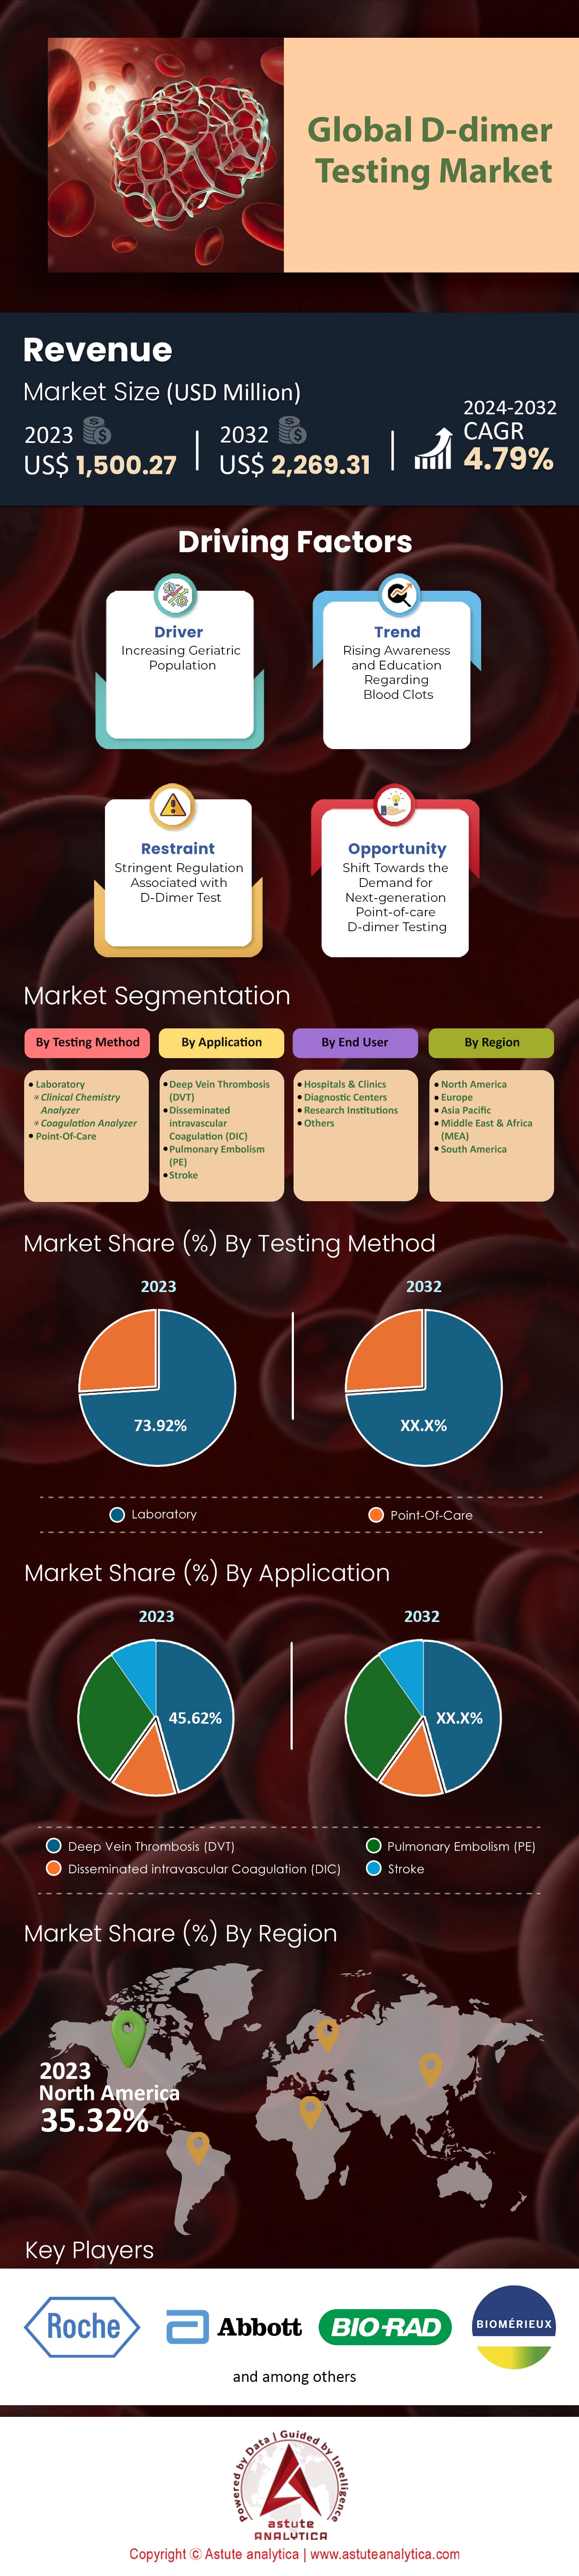 Global D-dimer
Testing Market
Revenue
Market Size (USD Million)
2023
US$ 1,500.27
2032
US$ 2,269.31
2024-2032
CAGR
4.79%
Driving Factors
Driver
Increasing Geriatric
Population
Trend
Rising Awareness
and Education
Regarding
Blood Clots
Restraint
Stringent Regulation
Associated with
D-Dimer Test
Opportunity
Shift Towards the
Demand for
Next-generation
Point-of-care
D-dimer Testing
Market Segmentation
By Testing Method
Laboratory
Clinical Chemistry
Analyzer
Coagulation Analyzer
Point-Of-Care
By Application
Deep Vein Thrombosis
(DVT)
Disseminated
intravascular
Coagulation (DIC)
Pulmonary Embolism
(PE)
Stroke
By End User
Hospitals & Clinics
Diagnostic Centers
Research Institutions
Others
By Region
North America
Europe
Asia Pacific
Middle East & Africa
(MEA)
South America
Market Share (%) By Testing Method
2023
73.92%
2032
XX.X%
Laboratory
Point-Of-Care
Market Share (%) By Application
2023
45.62%
2032
XX.X%
Deep Vein Thrombosis (DVT)
Pulmonary Embolism (PE)
Disseminated intravascular Coagulation (DIC)
Stroke
Market Share (%) By Region
2023
North America
35.32%
Key Players
Roche
Abbott
BIO-RAD
BIOMÉRIEUX
and among others
Powered by Data | Guided by Intelligence
astute
ANALYTICA
Copyright © Astute analytica | www.astuteanalytica.com